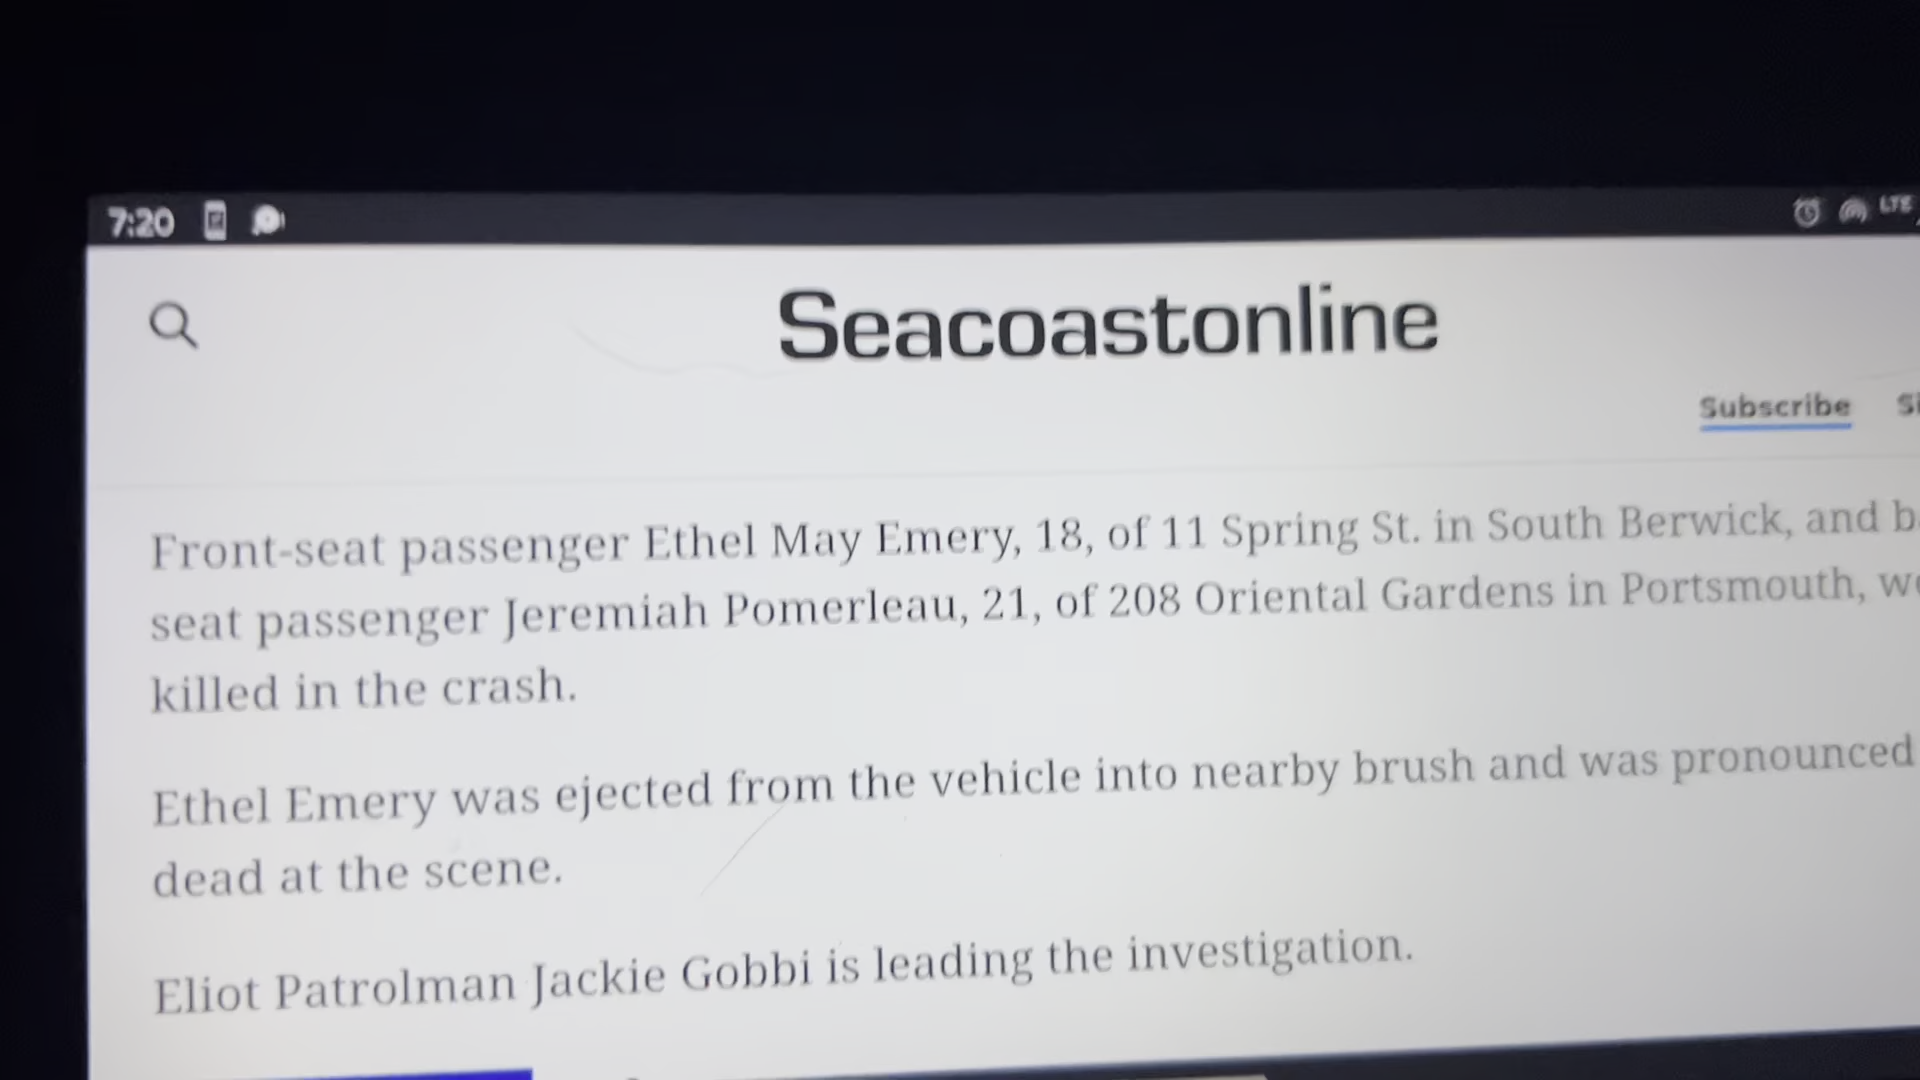 7:20
LTE
Seacoastonline
Subscribe
Front-seat passenger Ethel May Emery, 18, of 11 Spring St. in South Berwick, and
seat passenger Jeremiah Pomerleau, 21, of 208 Oriental Gardens in Portsmouth,
killed in the crash.
Ethel Emery was ejected from the vehicle into nearby brush and was pronounced
dead at the scene.
Eliot Patrolman Jackie Gobbi is leading the investigation.